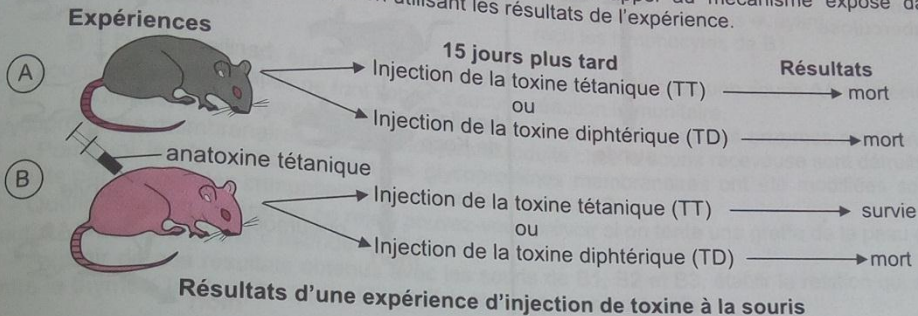 les résultats de l'expérience.
Expériences
15 jours plus tard
Résultats
A
Injection de la toxine tétanique (TT)
mort
ou
Injection de la toxine diphtérique (TD)
mort
anatoxine tétanique
B
Injection de la toxine tétanique (TT)
survie
ou
Injection de la toxine diphtérique (TD)
mort
Résultats d'une expérience d'injection de toxine à la souris